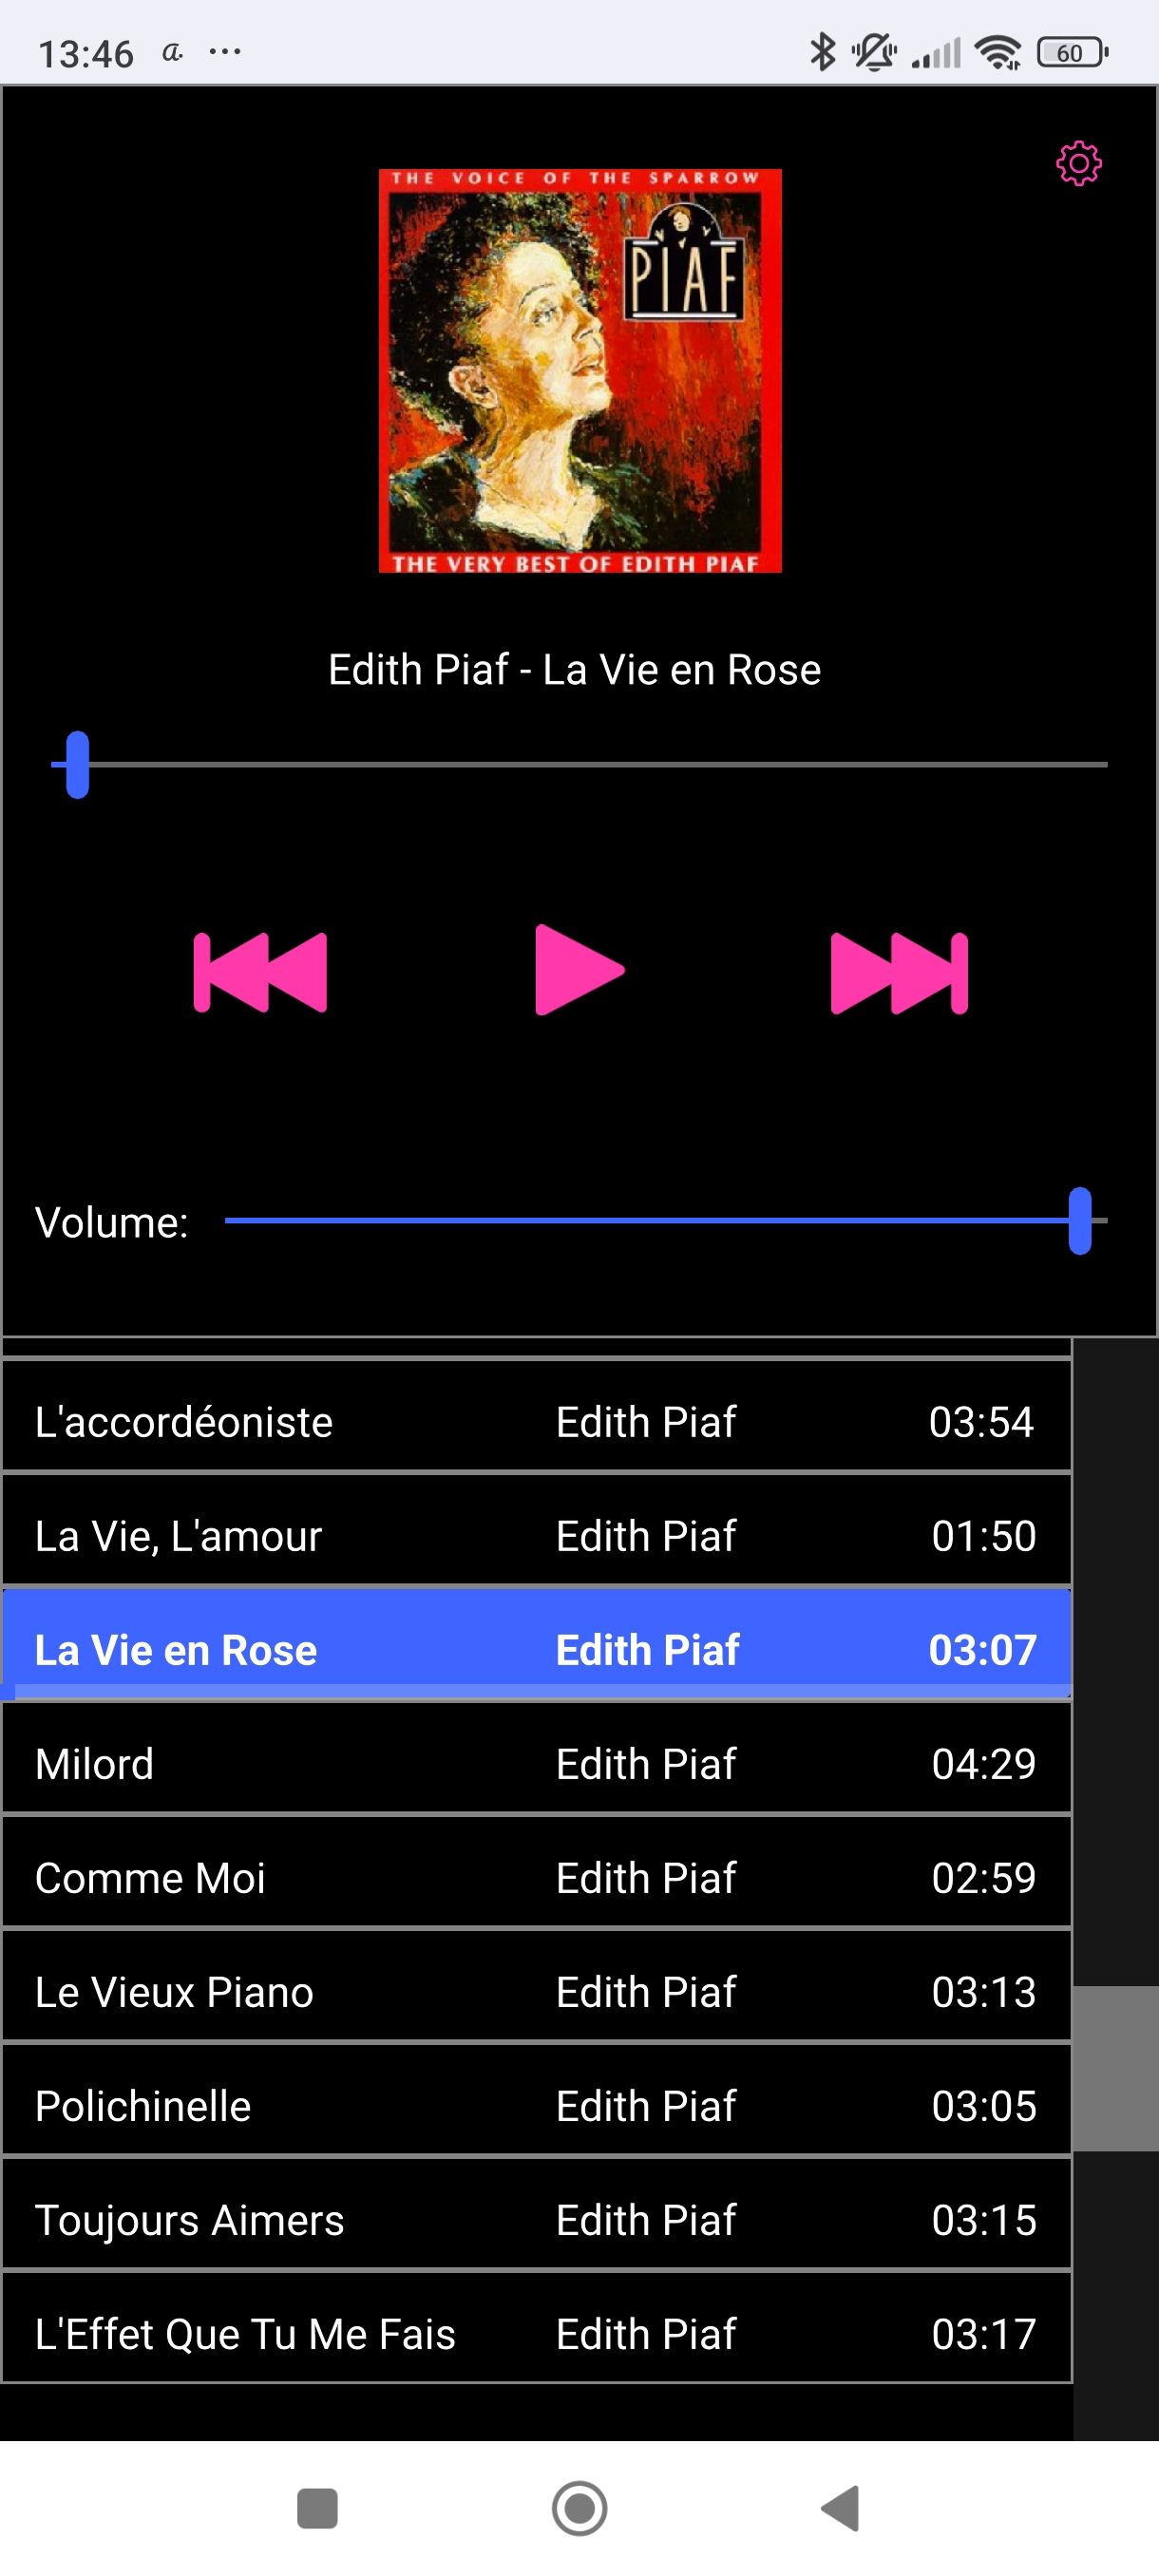 13:46 a. ...
60
THE VOICE OF THE SPARROW
PIAF
THE VERY BEST OF EDITH PIAF
Edith Piaf - La Vie en Rose
Volume:
L'accordéoniste Edith Piaf 03:54
La Vie, L'amour Edith Piaf 01:50
La Vie en Rose Edith Piaf 03:07
Milord Edith Piaf 04:29
Comme Moi Edith Piaf 02:59
Le Vieux Piano Edith Piaf 03:13
Polichinelle Edith Piaf 03:05
Toujours Aimers Edith Piaf 03:15
L'Effet Que Tu Me Fais Edith Piaf 03:17